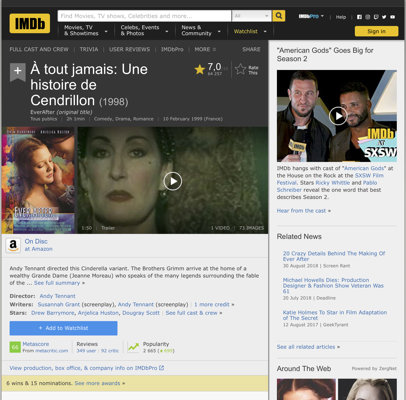 IMDb
Find Movies, TV shows, Celebrities and more...
All
IMDbPro
Help
Movies, TV
& Showtimes
Celebs, Events
& Photos
News &
Community
Watchlist
Sign in
FULL CAST AND CREW | TRIVIA | USER REVIEWS | IMDbPro | MORE
SHARE
À tout jamais: Une
histoire de
Cendrillon (1998)
7,0
Rate
This
EverAfter (original title)
Tous publics | 2h 1min | Comedy, Drama, Romance | 10 February 1999 (France)
1:50 | Trailer
1 VIDEO | 73 IMAGES
On Disc
at Amazon
Andy Tennant directed this Cinderella variant. The Brothers Grimm arrive at the home of a
wealthy Grande Dame (Jeanne Moreau) who speaks of the many legends surrounding the fable
of the ... See full summary »
Director: Andy Tennant
Writers: Susannah Grant (screenplay), Andy Tennant (screenplay) | 1 more credit »
Stars: Drew Barrymore, Anjelica Huston, Dougray Scott | See full cast & crew »
+ Add to Watchlist
Metascore
From metacritic.com
Reviews
349 user | 92 critic
Popularity
2 665
View production, box office, & company info on IMDbPro
6 wins & 15 nominations. See more awards »
"American Gods" Goes Big for
Season 2
IMDb
AT
SXSW
IMDb hangs with cast of "American Gods" at
the House on the Rock at the SXSW Film
Festival. Stars Ricky Whittle and Pablo
Schreiber reveal the one word that best
describes Season 2.
Hear from the cast »
Related News
20 Crazy Details Behind The Making Of
Ever After
30 August 2018 | Screen Rant
Michael Howells Dies: Production
Designer & Fashion Show Veteran Was
61
20 July 2018 | Deadline
Katie Holmes To Star in Film Adaptation
of The Secret
12 August 2017 | GeekTyrant
See all related articles »
Around The Web
Powered by ZergNet